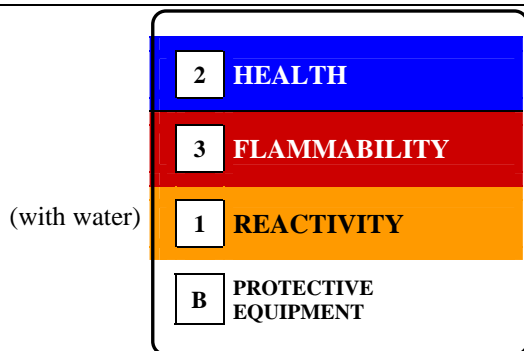 2 HEALTH
3 FLAMMABILITY
(with water) 1 REACTIVITY
B PROTECTIVE
EQUIPMENT